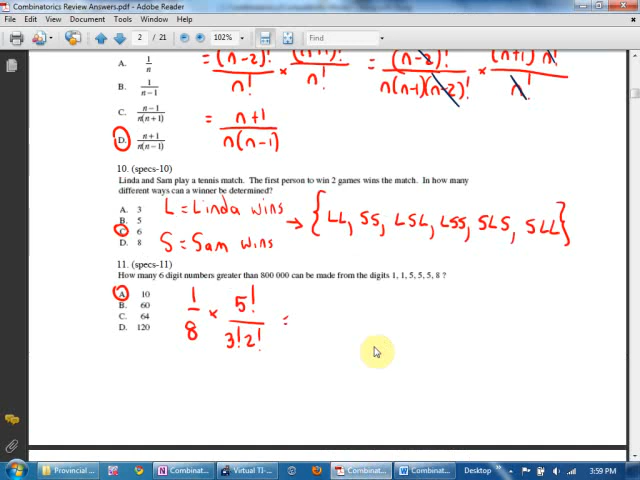 Combinatorics Review Answers.pdf - Adobe Reader
File Edit View Document Tools Window Help
2 / 21 102% Find
A. 1/n
B. 1/(n−1)
C. (n−1)/(n(n+1))
D. (n+1)/(n(n−1))
= (n-2)!/n! × (n+1)!/n! = (n-2)!/(n(n-1)(n-2)!) × (n+1) n!/n!
= (n+1)/(n(n-1))
10. (specs-10)
Linda and Sam play a tennis match. The first person to win 2 games wins the match. In how many
different ways can a winner be determined?
A. 3
B. 5
C. 6
D. 8
L = Linda wins
S = Sam wins
→ {LL, SS, LSL, LSS, SLS, SLL}
11. (specs-11)
How many 6 digit numbers greater than 800 000 can be made from the digits 1, 1, 5, 5, 5, 8 ?
A. 10
B. 60
C. 64
D. 120
1/8 × 5!/(3!2!) =
Provincial ... Combinat... Virtual TI-... Combinat... Combinat... Desktop » 3:59 PM